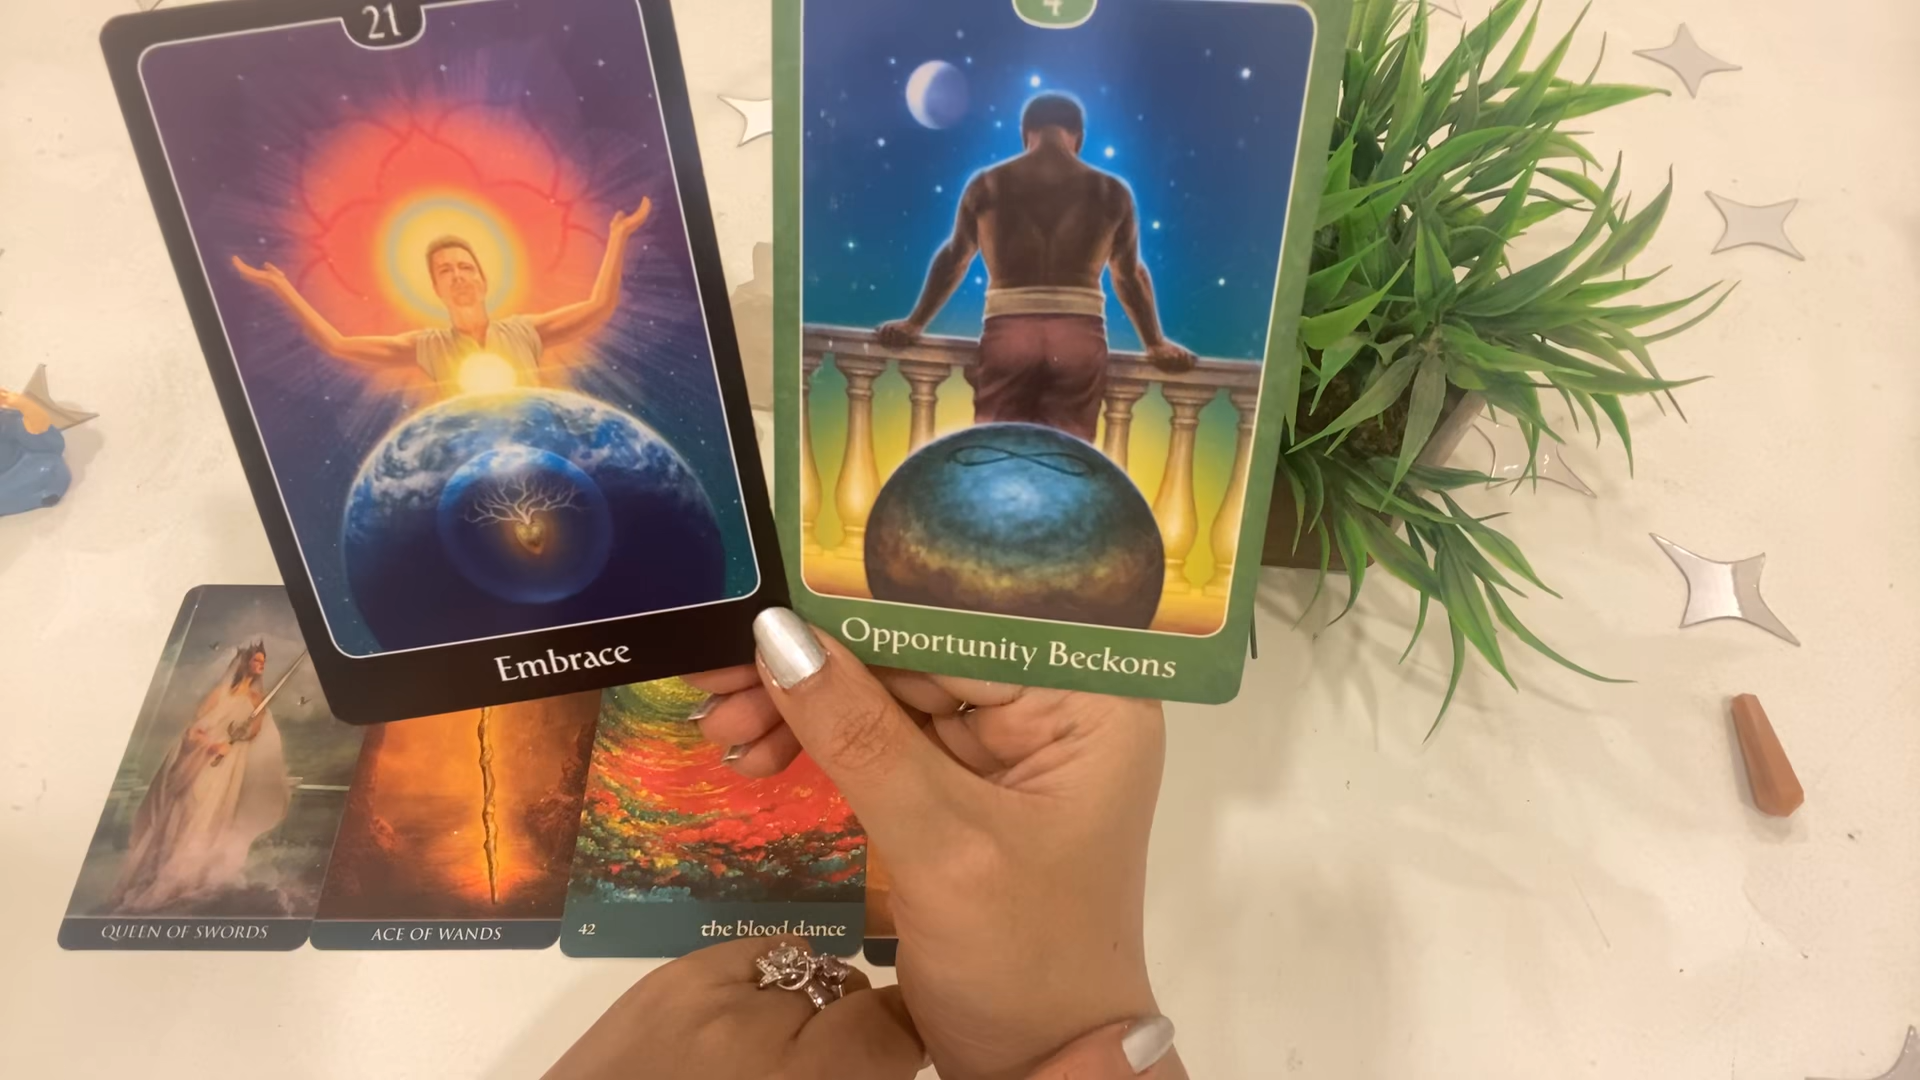 21
4
Embrace
Opportunity Beckons
QUEEN OF SWORDS
ACE OF WANDS
42
the blood dance